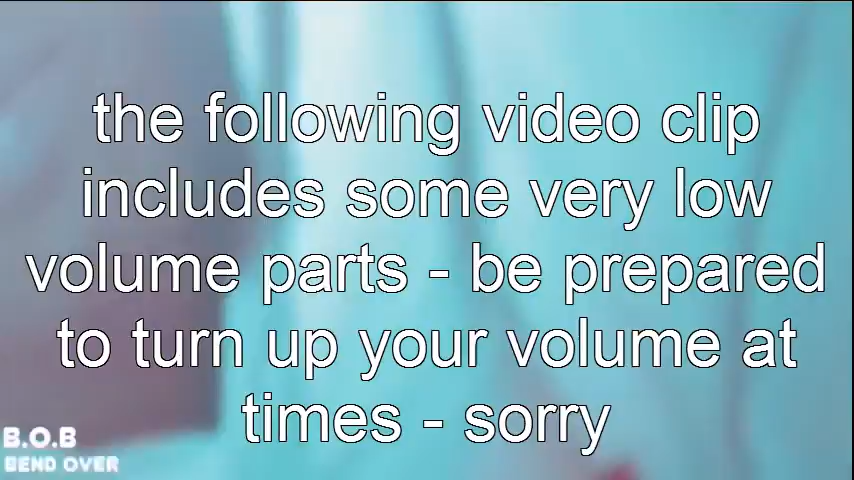 the following video clip
includes some very low
volume parts - be prepared
to turn up your volume at
times - sorry
B.O.B
BEND OVER